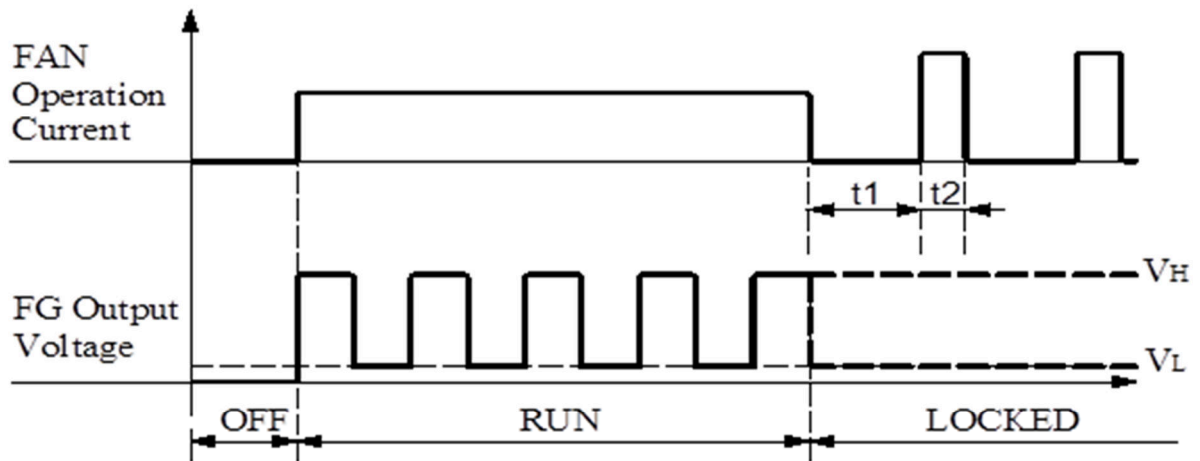 FAN
Operation
Current
t1
t2
FG Output
Voltage
VH
VL
OFF
RUN
LOCKED